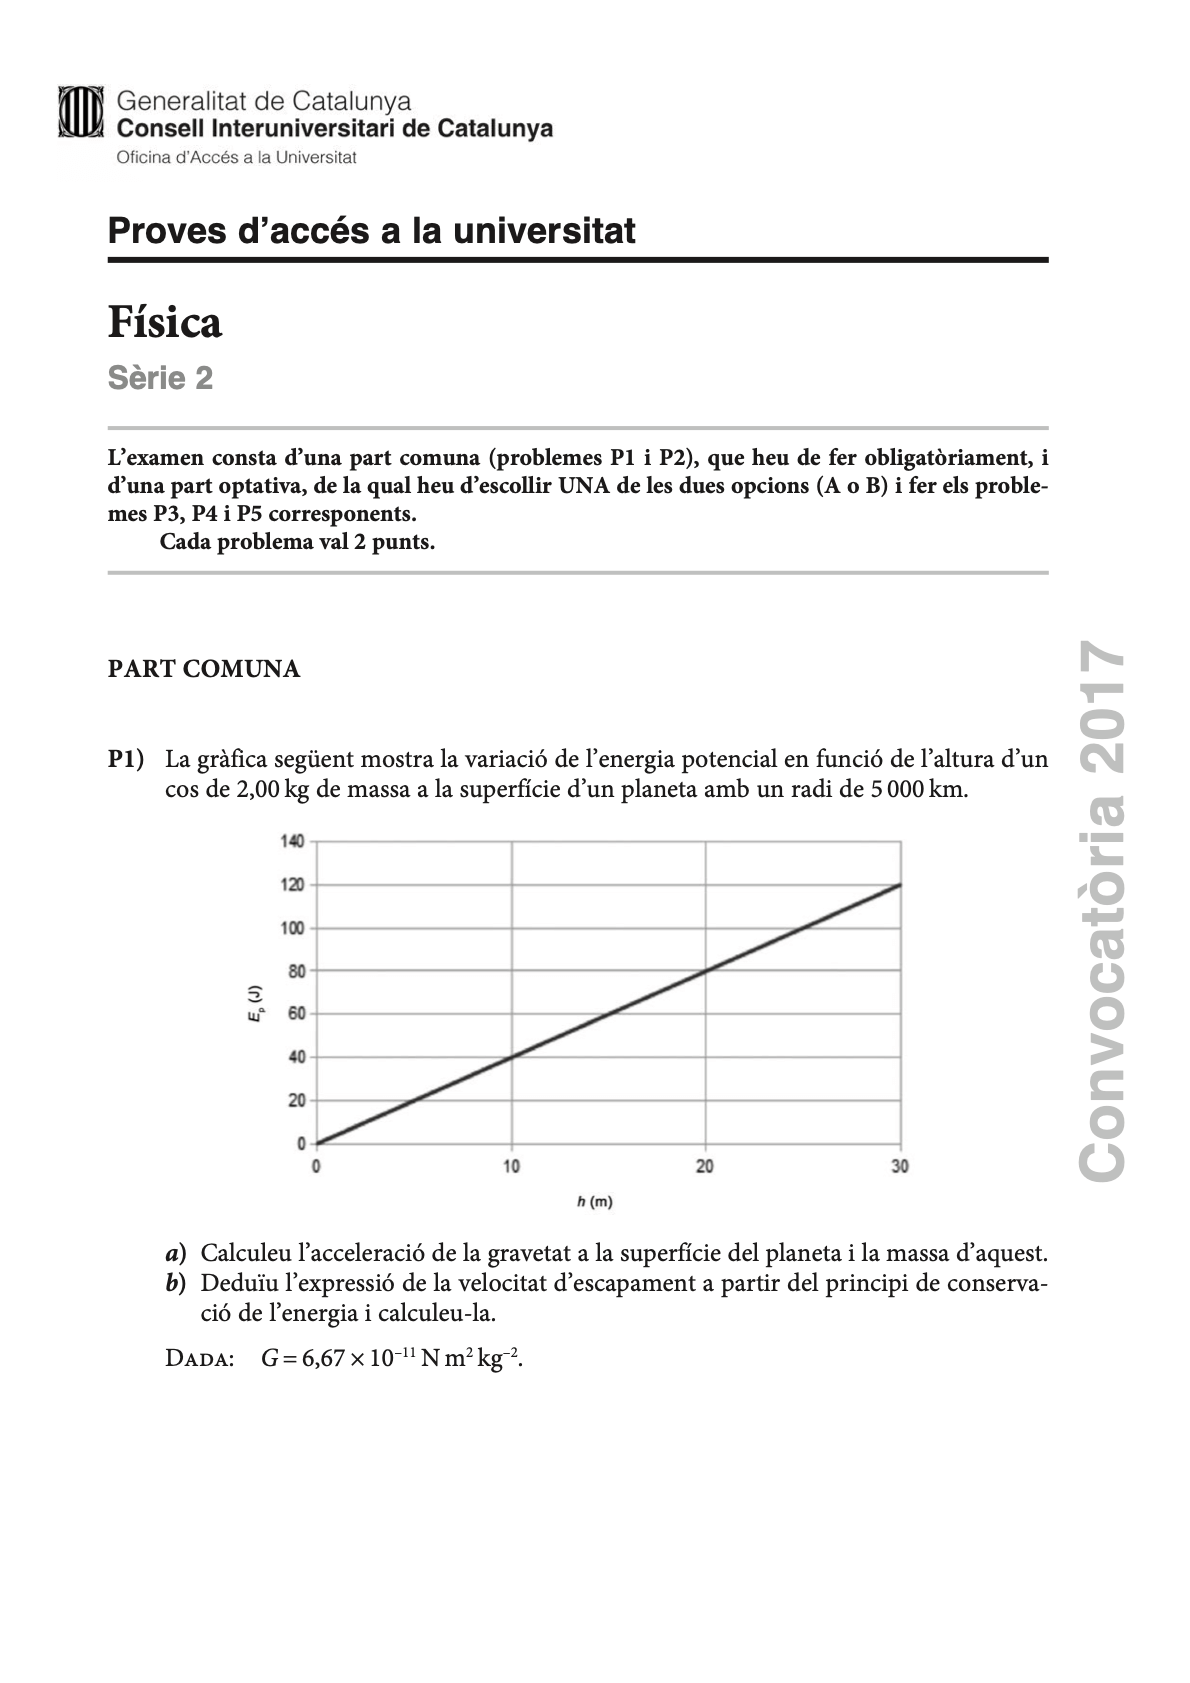 Generalitat de Catalunya
Consell Interuniversitari de Catalunya
Oficina d'Accés a la Universitat
Proves d'accés a la universitat
Física
Sèrie 2
L'examen consta d'una part comuna (problemes P1 i P2), que heu de fer obligatòriament, i
d'una part optativa, de la qual heu d'escollir UNA de les dues opcions (A o B) i fer els proble-
mes P3, P4 i P5 corresponents.
Cada problema val 2 punts.
PART COMUNA
P1) La gràfica següent mostra la variació de l'energia potencial en funció de l'altura d'un
cos de 2,00 kg de massa a la superfície d'un planeta amb un radi de 5 000 km.
140
120
100
80
60
40
20
0
E_p (J)
0 10 20 30
h (m)
a) Calculeu l'acceleració de la gravetat a la superfície del planeta i la massa d'aquest.
b) Deduïu l'expressió de la velocitat d'escapament a partir del principi de conserva-
ció de l'energia i calculeu-la.
DADA: G = 6,67 × 10⁻¹¹ N m² kg⁻².
Convocatòria 2017